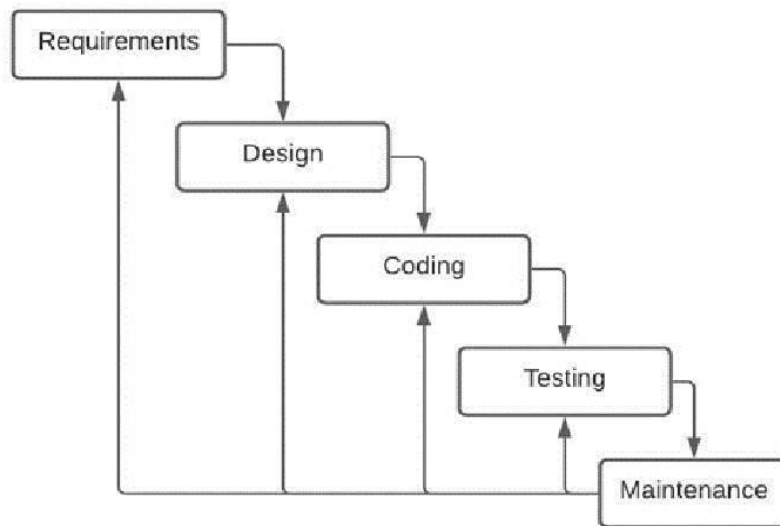 Requirements
Design
Coding
Testing
Maintenance